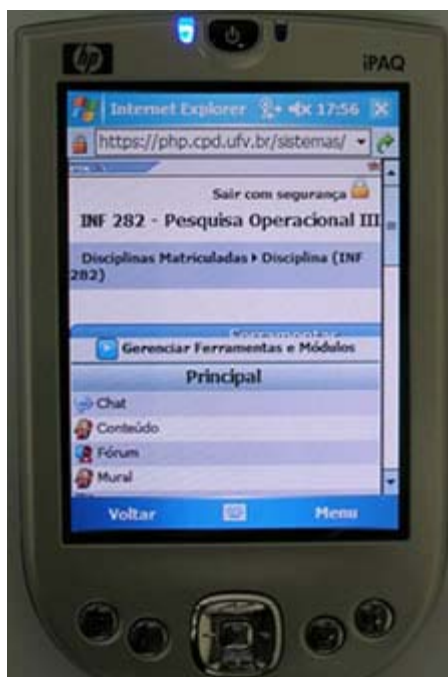 hp
iPAQ
Internet Explorer 17:56
https://php.cpd.ufv.br/sistemas/
Sair com segurança
INF 282 - Pesquisa Operacional III
Disciplinas Matriculadas Disciplina (INF
282)
Gerenciar Ferramentas e Módulos
Principal
Chat
Conteúdo
Fórum
Mural
Voltar Menu